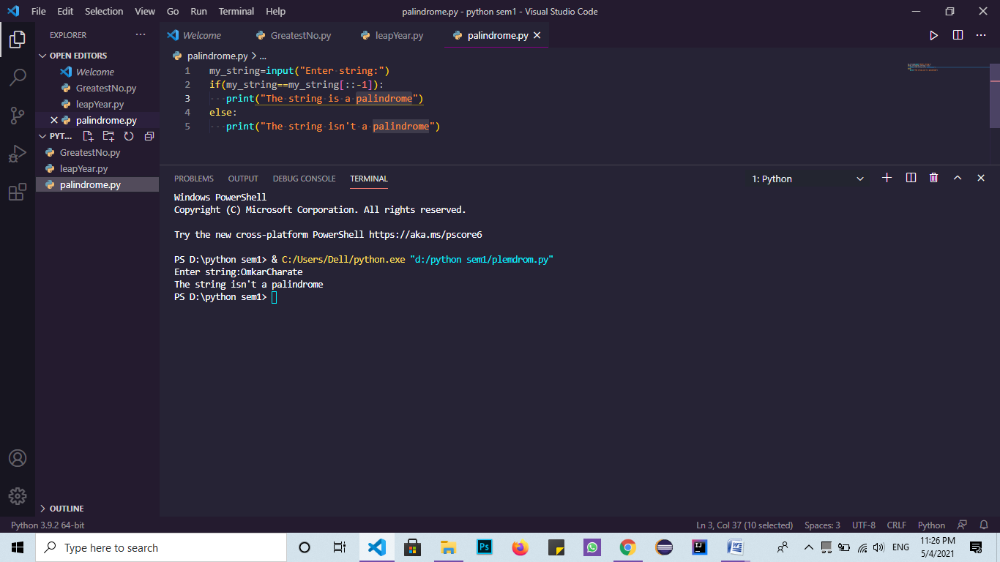 File Edit Selection View Go Run Terminal Help palindrome.py - python sem1 - Visual Studio Code
EXPLORER
OPEN EDITORS
Welcome
GreatestNo.py
leapYear.py
palindrome.py
PYT...
GreatestNo.py
leapYear.py
palindrome.py
OUTLINE
Welcome GreatestNo.py leapYear.py palindrome.py
palindrome.py > ...
1 my_string=input("Enter string:")
2 if(my_string==my_string[::-1]):
3 print("The string is a palindrome")
4 else:
5 print("The string isn't a palindrome")
PROBLEMS OUTPUT DEBUG CONSOLE TERMINAL 1: Python
Windows PowerShell
Copyright (C) Microsoft Corporation. All rights reserved.
Try the new cross-platform PowerShell https://aka.ms/pscore6
PS D:\python sem1> & C:/Users/Dell/python.exe "d:/python sem1/plemdrom.py"
Enter string:OmkarCharate
The string isn't a palindrome
PS D:\python sem1>
Python 3.9.2 64-bit Ln 3, Col 37 (10 selected) Spaces: 3 UTF-8 CRLF Python
Type here to search
Ps
IJ
W
ENG
11:26 PM
5/4/2021